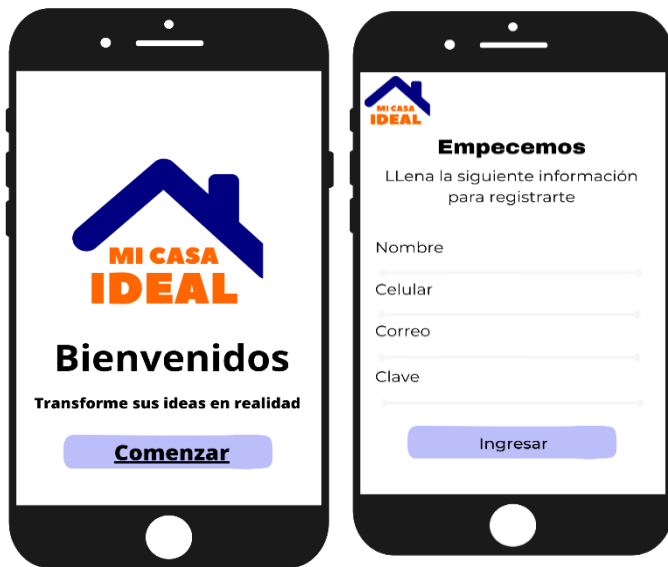 MI CASA
IDEAL
Bienvenidos
Transforme sus ideas en realidad
Comenzar
MI CASA
IDEAL
Empecemos
LLena la siguiente información
para registrarte
Nombre
Celular
Correo
Clave
Ingresar